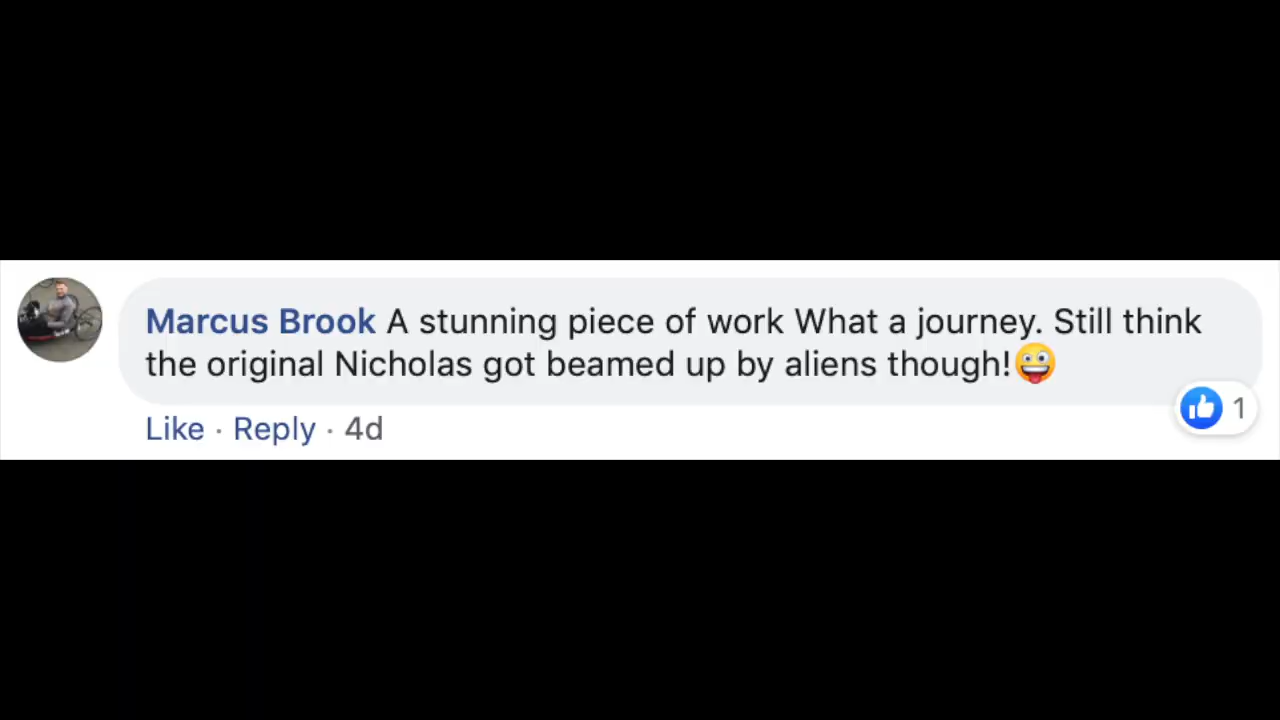 Marcus Brook A stunning piece of work What a journey. Still think
the original Nicholas got beamed up by aliens though!🤪
Like · Reply · 4d
1